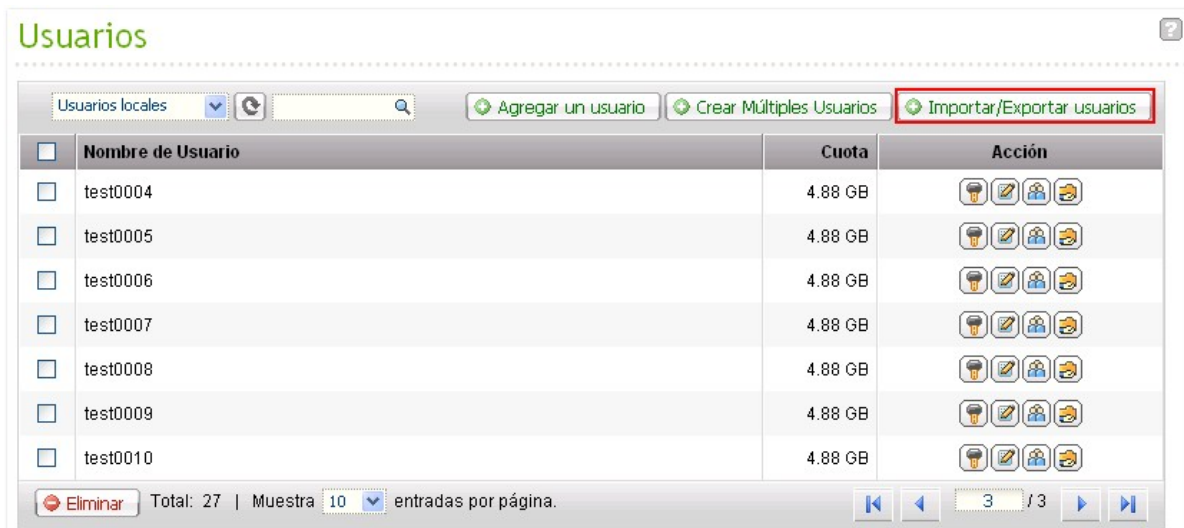 Usuarios
Usuarios locales Agregar un usuario Crear Múltiples Usuarios Importar/Exportar usuarios
Nombre de Usuario Cuota Acción
test0004 4.88 GB
test0005 4.88 GB
test0006 4.88 GB
test0007 4.88 GB
test0008 4.88 GB
test0009 4.88 GB
test0010 4.88 GB
Eliminar Total: 27 | Muestra 10 entradas por página. 3 / 3